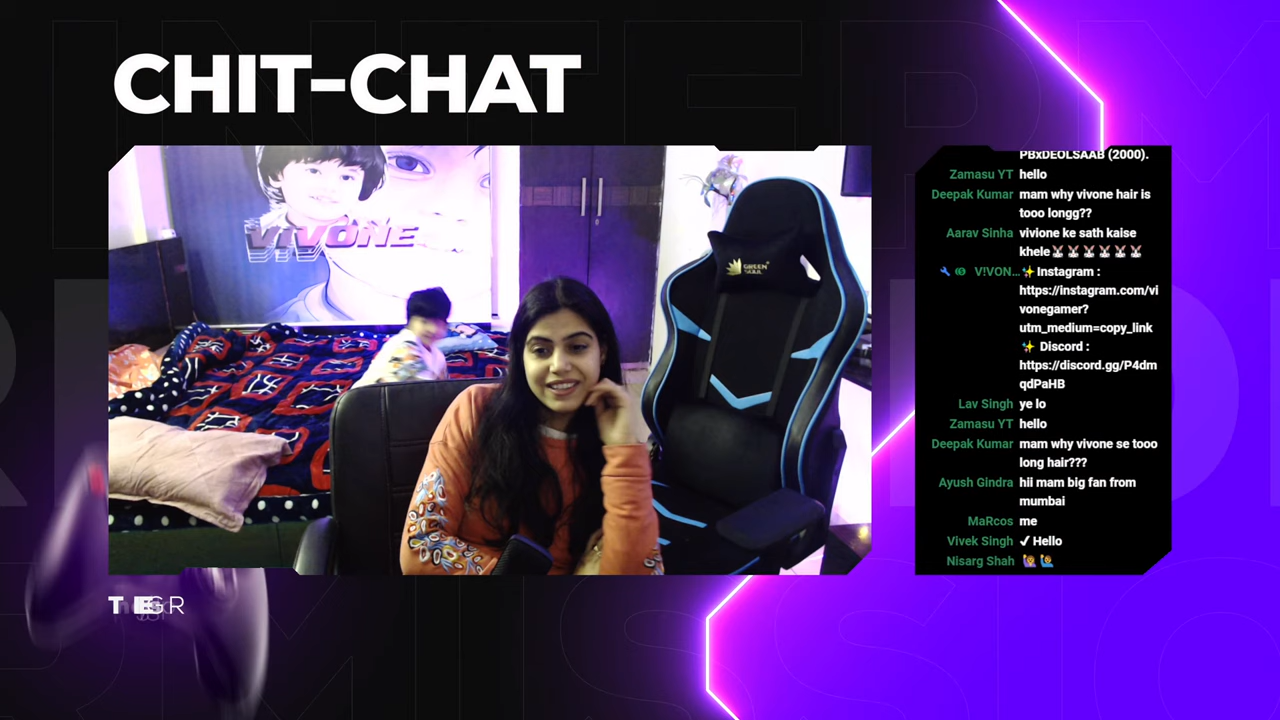 CHIT-CHAT
VIVONE
GREEN
SOUL
PBxDEOLSAAB (2000).
Zamasu YT hello
Deepak Kumar mam why vivone hair is
tooo longg??
Aarav Sinha vivione ke sath kaise
khele🐰🐰🐰🐰🐰🐰
V!VON... ✨Instagram :
https://instagram.com/vi
vonegamer?
utm_medium=copy_link
✨ Discord :
https://discord.gg/P4dm
qdPaHB
Lav Singh ye lo
Zamasu YT hello
Deepak Kumar mam why vivone se tooo
long hair???
Ayush Gindra hii mam big fan from
mumbai
MaRcos me
Vivek Singh ✔ Hello
Nisarg Shah 🙋 🙋‍♂️